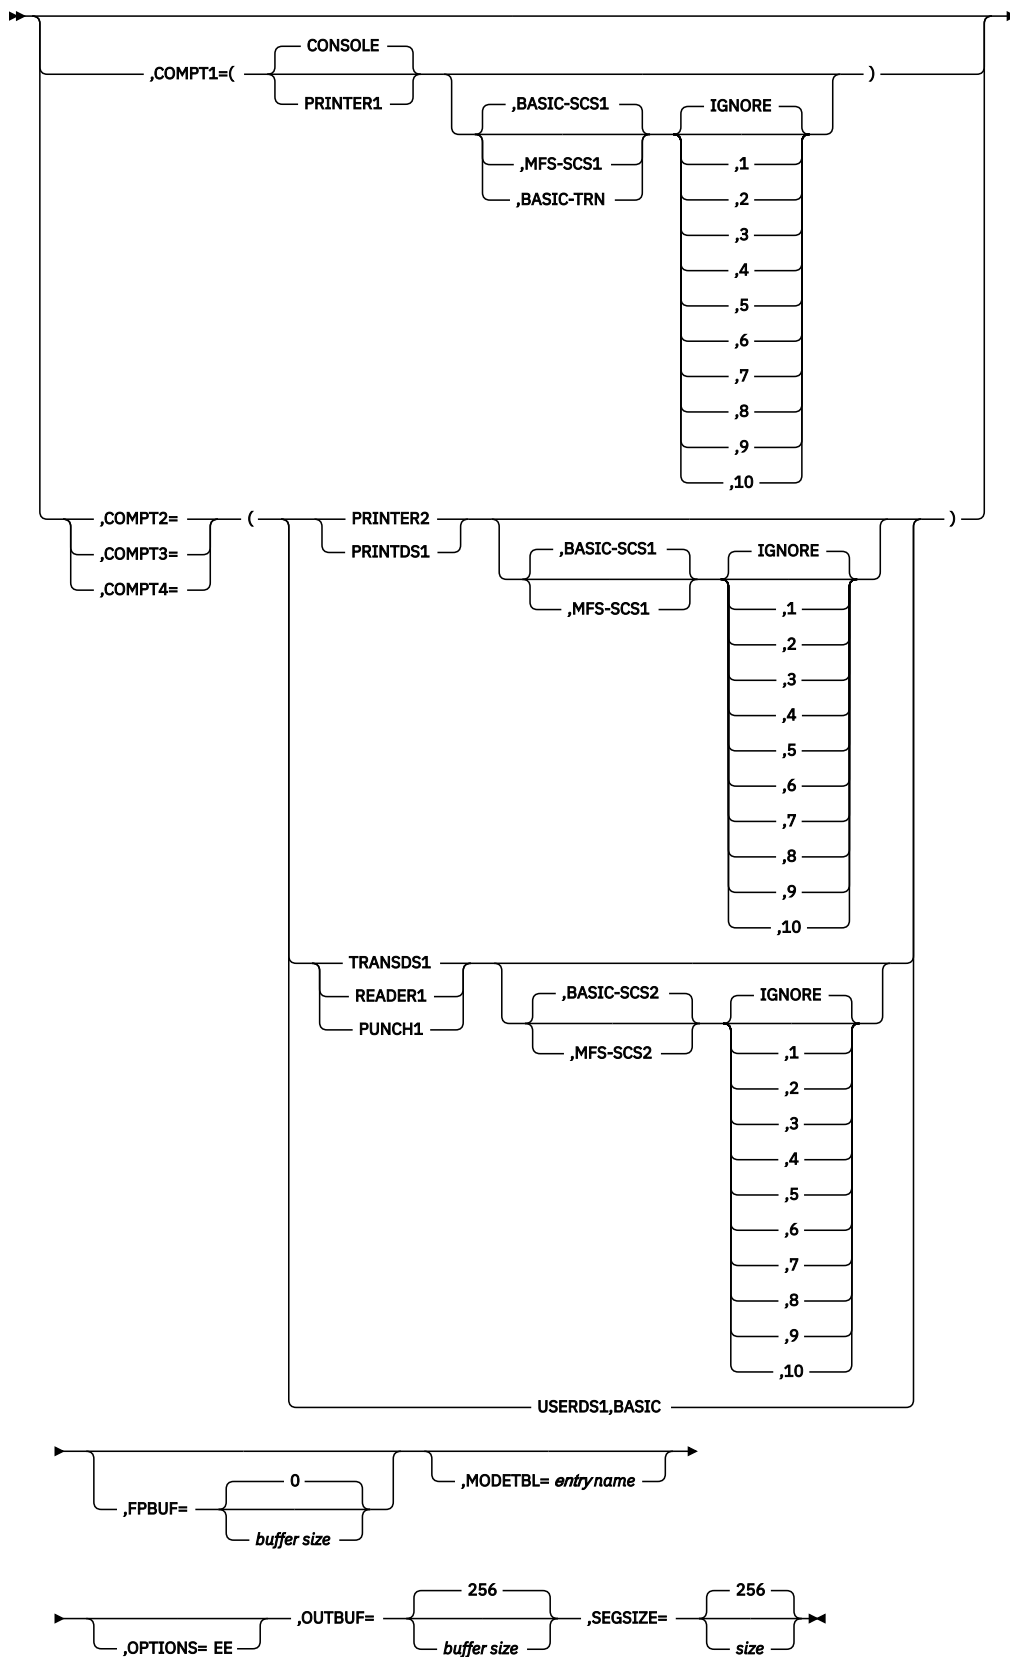 CONSOLE
,COMPT1=( )
PRINTER1
,BASIC-SCS1 IGNORE
,MFS-SCS1 ,1
,BASIC-TRN ,2
,3
,4
,5
,6
,7
,8
,9
,10
,COMPT2= ( PRINTER2 )
,COMPT3= PRINTDS1
,BASIC-SCS1 IGNORE
,COMPT4=
,MFS-SCS1 ,1
,2
,3
,4
,5
,6
,7
,8
,9
,10
TRANSDS1
READER1 ,BASIC-SCS2 IGNORE
PUNCH1
,MFS-SCS2 ,1
,2
,3
,4
,5
,6
,7
,8
,9
,10
USERDS1,BASIC
0 ,MODETBL= entryname
,FPBUF=
buffer size
256 256
,OUTBUF= ,SEGSIZE=
,OPTIONS= EE buffer size size